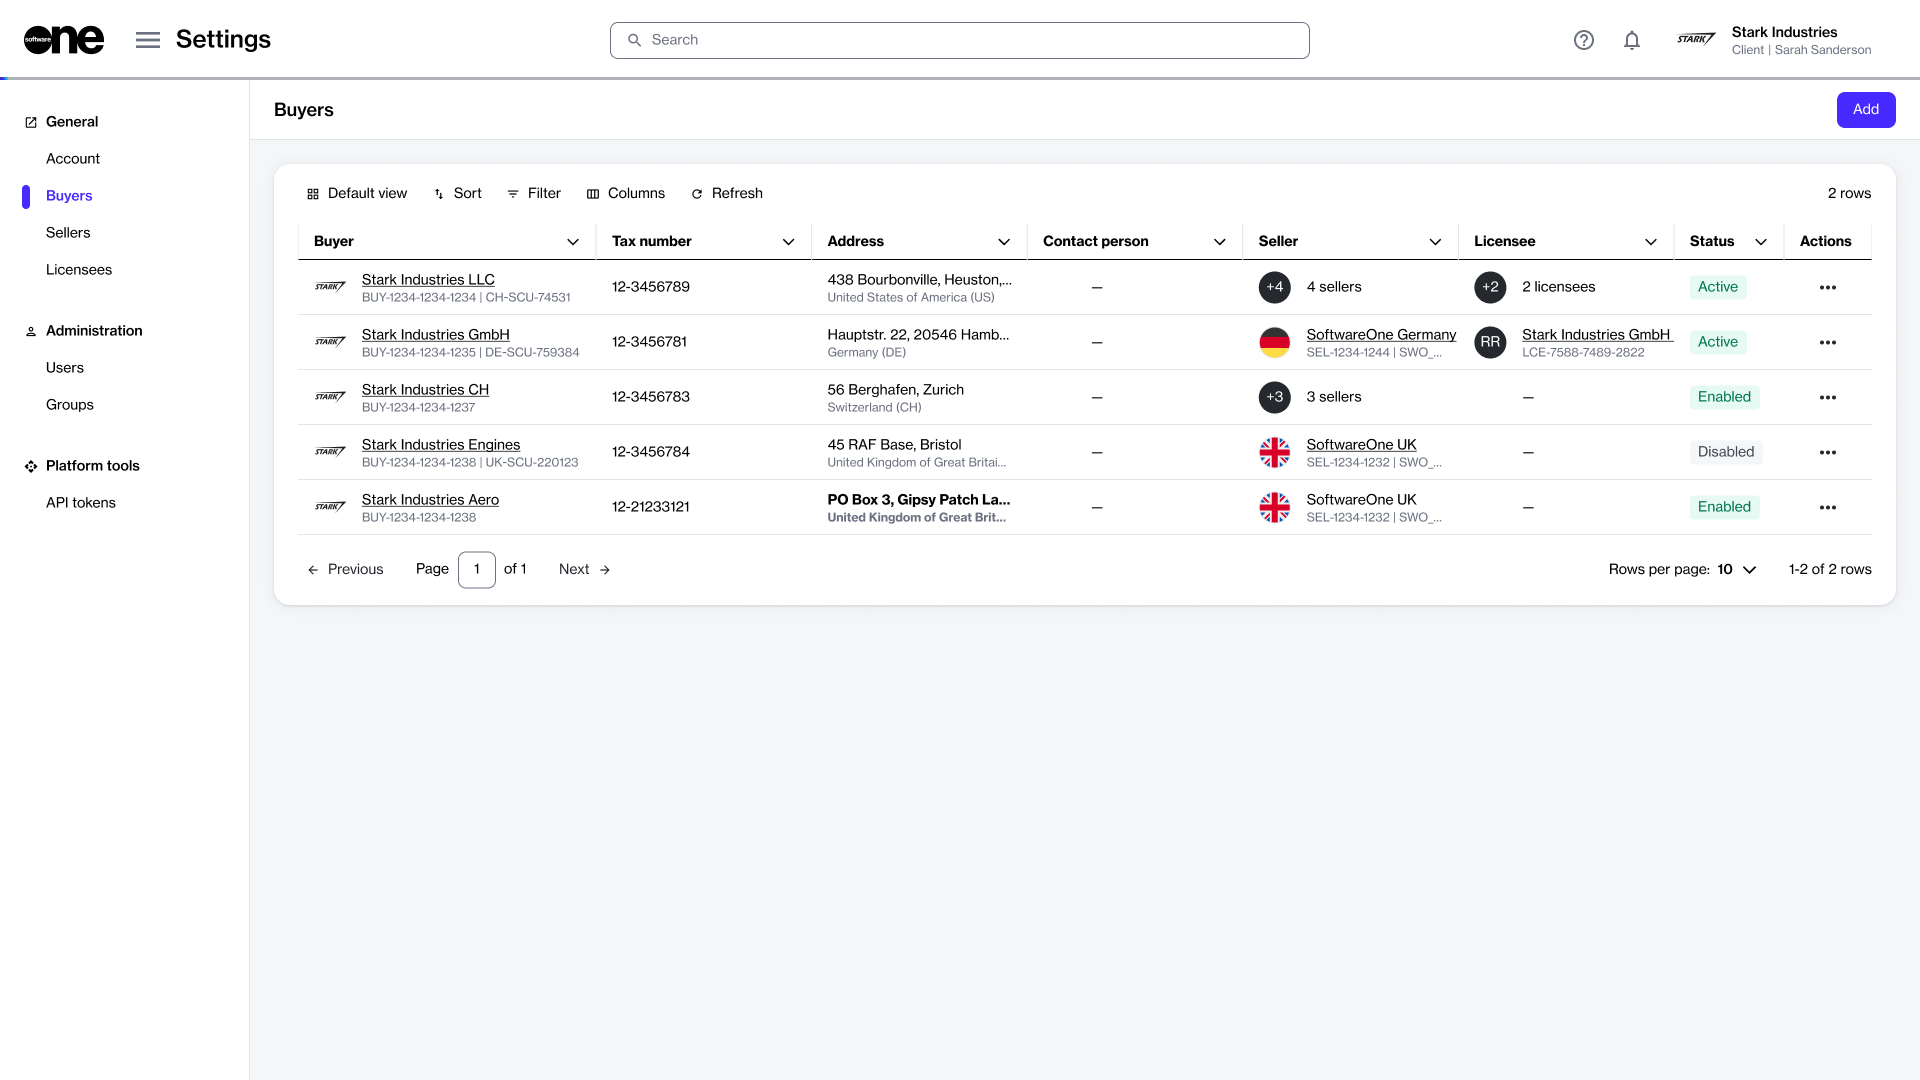 software one
Settings
Search
STARK
Stark Industries
Client | Sarah Sanderson
General
Account
Buyers
Sellers
Licensees
Administration
Users
Groups
Platform tools
API tokens
Buyers
Add
Default view Sort Filter Columns Refresh 2 rows
Buyer Tax number Address Contact person Seller Licensee Status Actions
STARK Stark Industries LLC 12-3456789 438 Bourbonville, Heuston,... — +4 4 sellers +2 2 licensees Active
BUY-1234-1234-1234 | CH-SCU-74531 United States of America (US)
STARK Stark Industries GmbH 12-3456781 Hauptstr. 22, 20546 Hamb... — SoftwareOne Germany RR Stark Industries GmbH Active
BUY-1234-1234-1235 | DE-SCU-759384 Germany (DE) SEL-1234-1244 | SWO_... LCE-7588-7489-2822
STARK Stark Industries CH 12-3456783 56 Berghafen, Zurich — +3 3 sellers — Enabled
BUY-1234-1234-1237 Switzerland (CH)
STARK Stark Industries Engines 12-3456784 45 RAF Base, Bristol — SoftwareOne UK — Disabled
BUY-1234-1234-1238 | UK-SCU-220123 United Kingdom of Great Britai... SEL-1234-1232 | SWO_...
STARK Stark Industries Aero 12-21233121 PO Box 3, Gipsy Patch La... — SoftwareOne UK — Enabled
BUY-1234-1234-1238 United Kingdom of Great Brit... SEL-1234-1232 | SWO_...
Previous Page 1 of 1 Next Rows per page: 10 1-2 of 2 rows